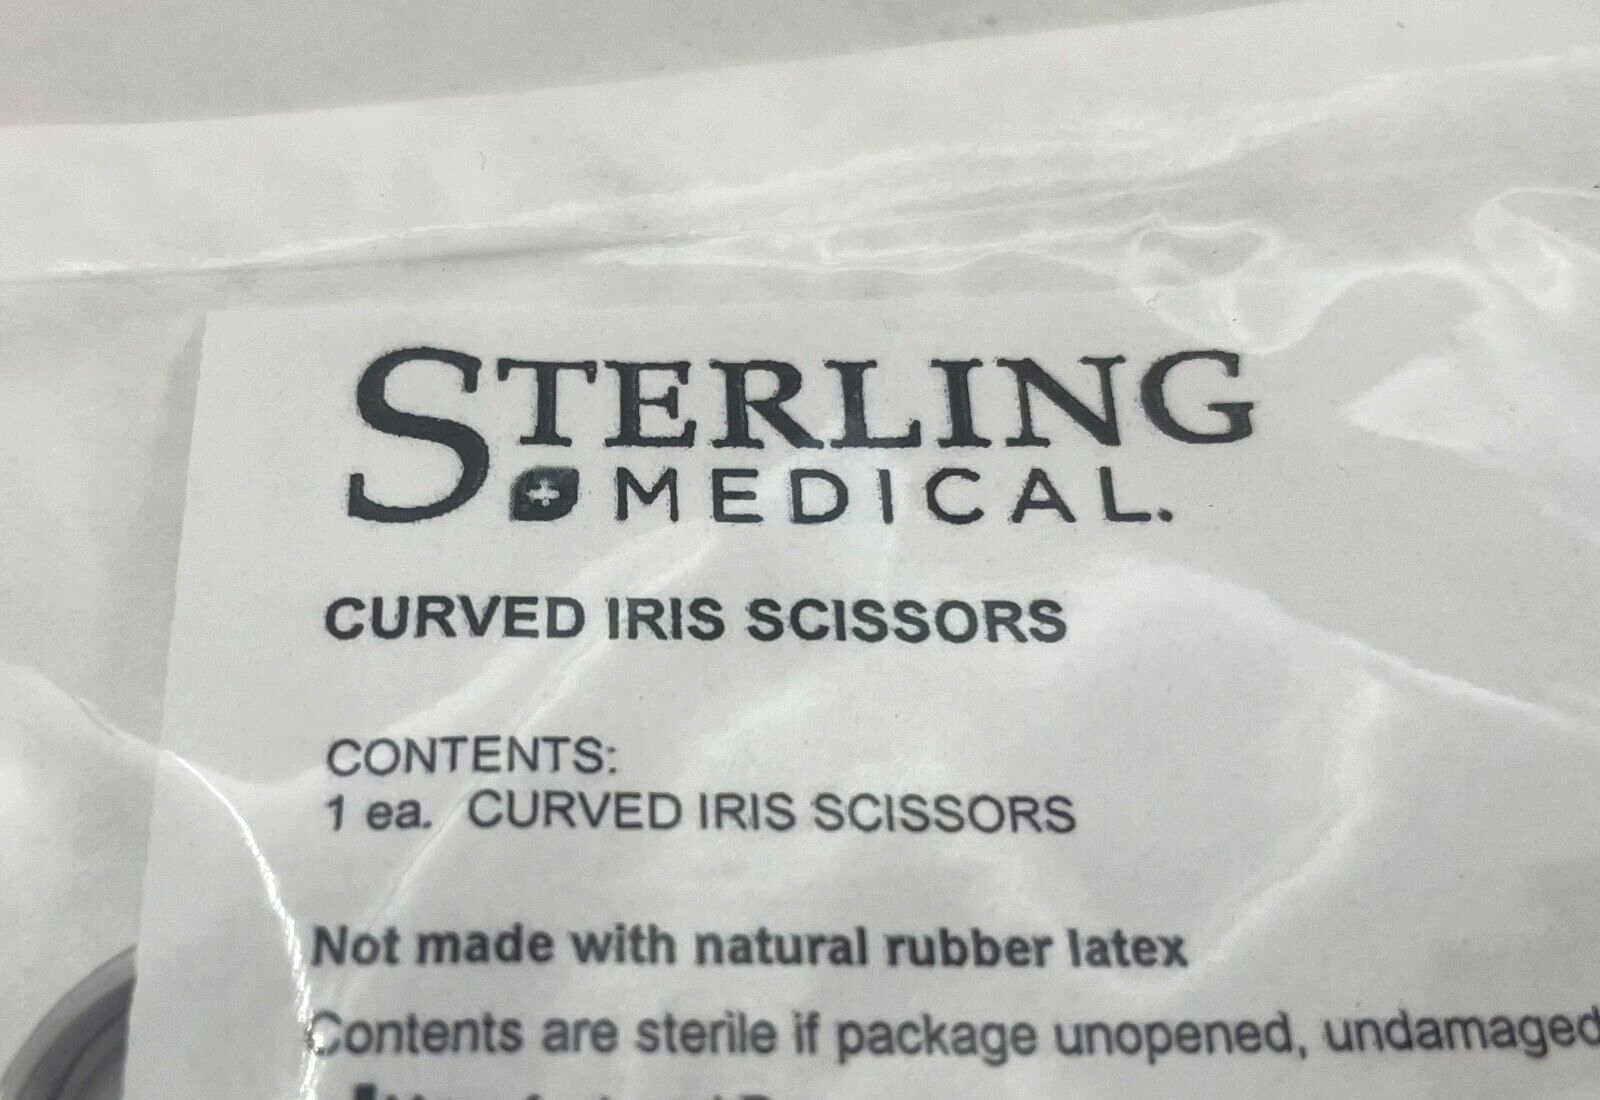 STERLING
MEDICAL.
CURVED IRIS SCISSORS
CONTENTS:
1 ea. CURVED IRIS SCISSORS
Not made with natural rubber latex
Contents are sterile if package unopened, undamaged